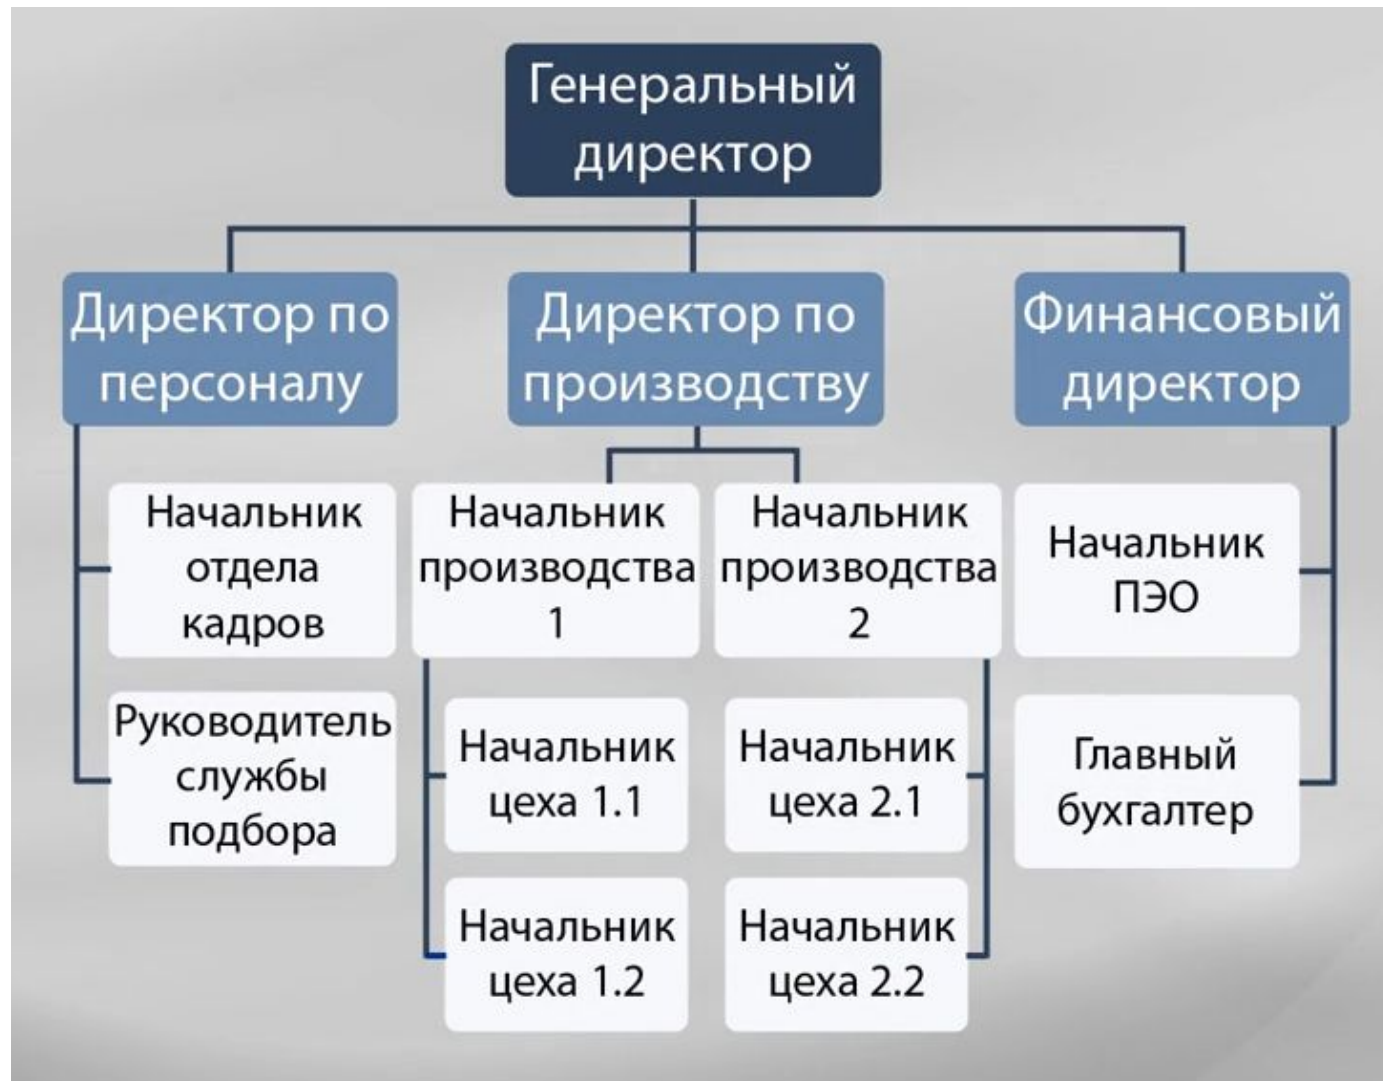 Генеральный
директор
Директор по
персоналу
Директор по
производству
Финансовый
директор
Начальник
отдела
кадров
Начальник
производства
1
Начальник
производства
2
Начальник
ПЭО
Руководитель
службы
подбора
Начальник
цеха 1.1
Начальник
цеха 2.1
Главный
бухгалтер
Начальник
цеха 1.2
Начальник
цеха 2.2